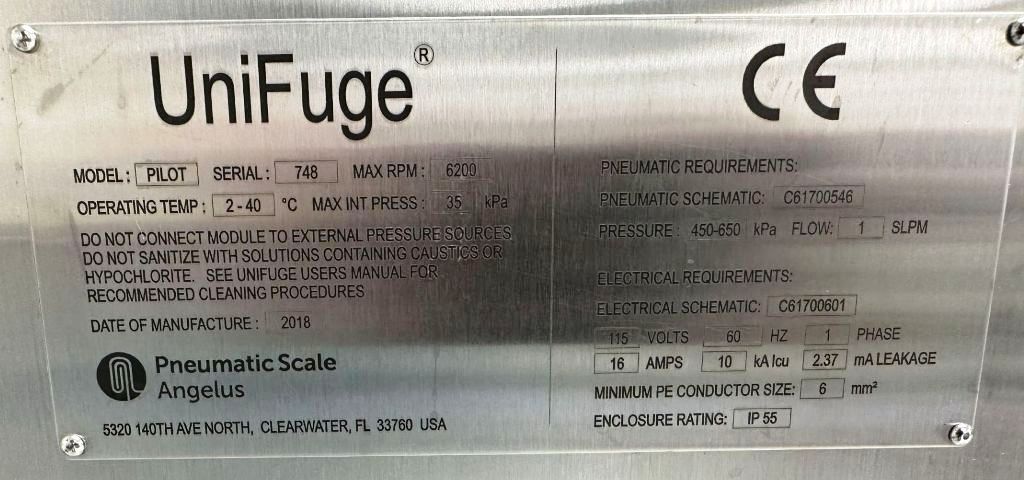 UniFuge®
MODEL: PILOT SERIAL: 748 MAX RPM: 6200
OPERATING TEMP: 2-40 °C MAX INT PRESS: 35 kPa
DO NOT CONNECT MODULE TO EXTERNAL PRESSURE SOURCES
DO NOT SANITIZE WITH SOLUTIONS CONTAINING CAUSTICS OR
HYPOCHLORITE. SEE UNIFUGE USERS MANUAL FOR
RECOMMENDED CLEANING PROCEDURES
DATE OF MANUFACTURE: 2018
Pneumatic Scale
Angelus
5320 140TH AVE NORTH, CLEARWATER, FL 33760 USA
CE
PNEUMATIC REQUIREMENTS:
PNEUMATIC SCHEMATIC: C61700546
PRESSURE: 450-650 kPa FLOW: 1 SLPM
ELECTRICAL REQUIREMENTS:
ELECTRICAL SCHEMATIC: C61700601
115 VOLTS 60 HZ 1 PHASE
16 AMPS 10 kA Icu 2.37 mA LEAKAGE
MINIMUM PE CONDUCTOR SIZE: 6 mm²
ENCLOSURE RATING: IP 55